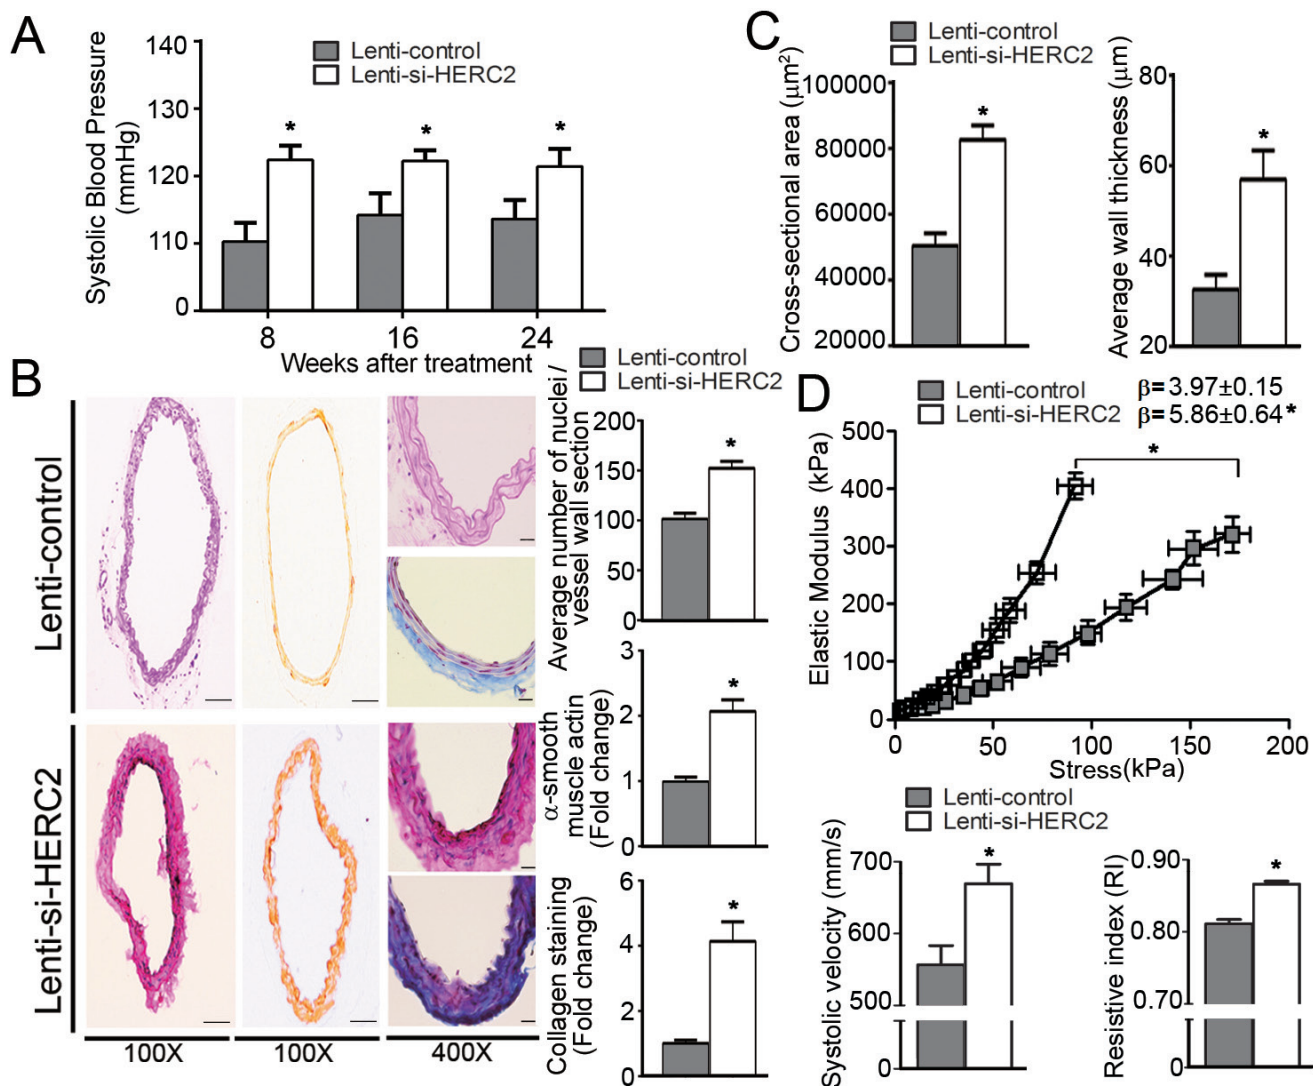 A
Systolic Blood Pressure
(mmHg)
140
130
120
110
0
Lenti-control
Lenti-si-HERC2
*
*
*
8
16
24
Weeks after treatment
B
Lenti-control
Lenti-si-HERC2
100X
100X
400X
Lenti-control
Lenti-si-HERC2
Average number of nuclei /
vessel wall section
200
150
100
50
0
*
α-smooth
muscle actin
(Fold change)
3
2
1
0
*
Collagen staining
(Fold change)
6
4
2
0
*
C
Lenti-control
Lenti-si-HERC2
Cross-sectional area (μm²)
100000
80000
60000
40000
20000
*
Average wall thickness (μm)
80
60
40
20
*
D
Lenti-control
Lenti-si-HERC2
β= 3.97±0.15
β= 5.86±0.64*
Elastic Modulus (kPa)
500
400
300
200
100
0
*
0
50
100
150
200
Stress(kPa)
Lenti-control
Lenti-si-HERC2
Systolic velocity (mm/s)
700
600
500
0
*
Resistive index (RI)
0.90
0.80
0.70
0
*